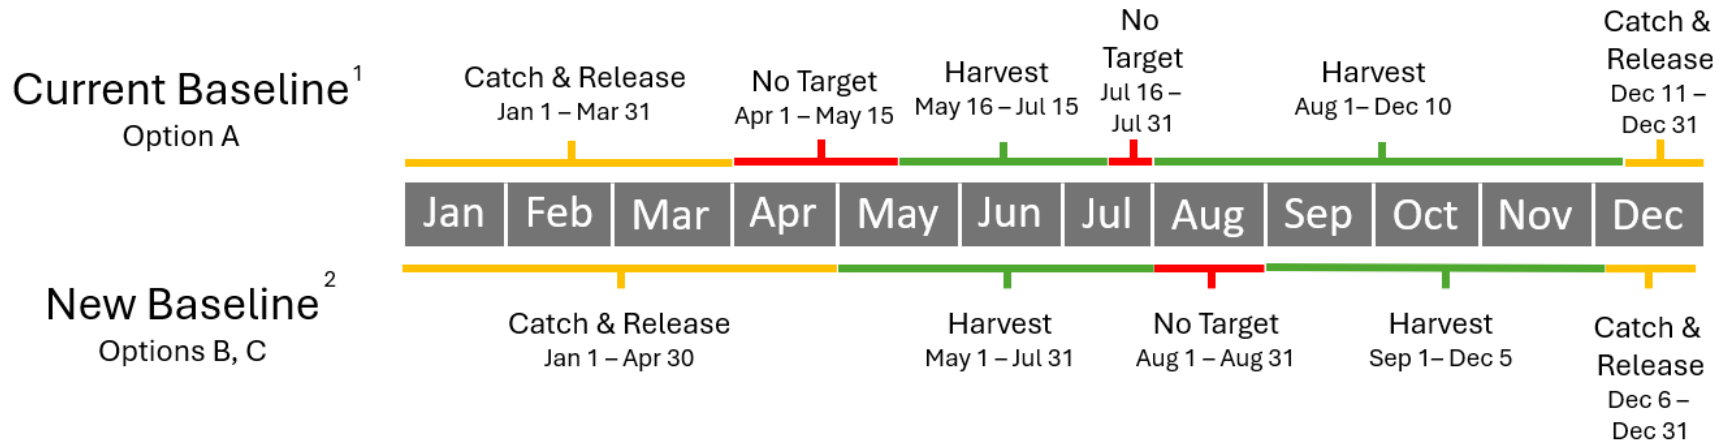 Current Baseline 1
Option A
Catch & Release
Jan 1 – Mar 31
No Target
Apr 1 – May 15
Harvest
May 16 – Jul 15
No
Target
Jul 16 –
Jul 31
Harvest
Aug 1– Dec 10
Catch &
Release
Dec 11 –
Dec 31
Jan Feb Mar Apr May Jun Jul Aug Sep Oct Nov Dec
New Baseline 2
Options B, C
Catch & Release
Jan 1 – Apr 30
Harvest
May 1 – Jul 31
No Target
Aug 1 – Aug 31
Harvest
Sep 1– Dec 5
Catch &
Release
Dec 6 –
Dec 31